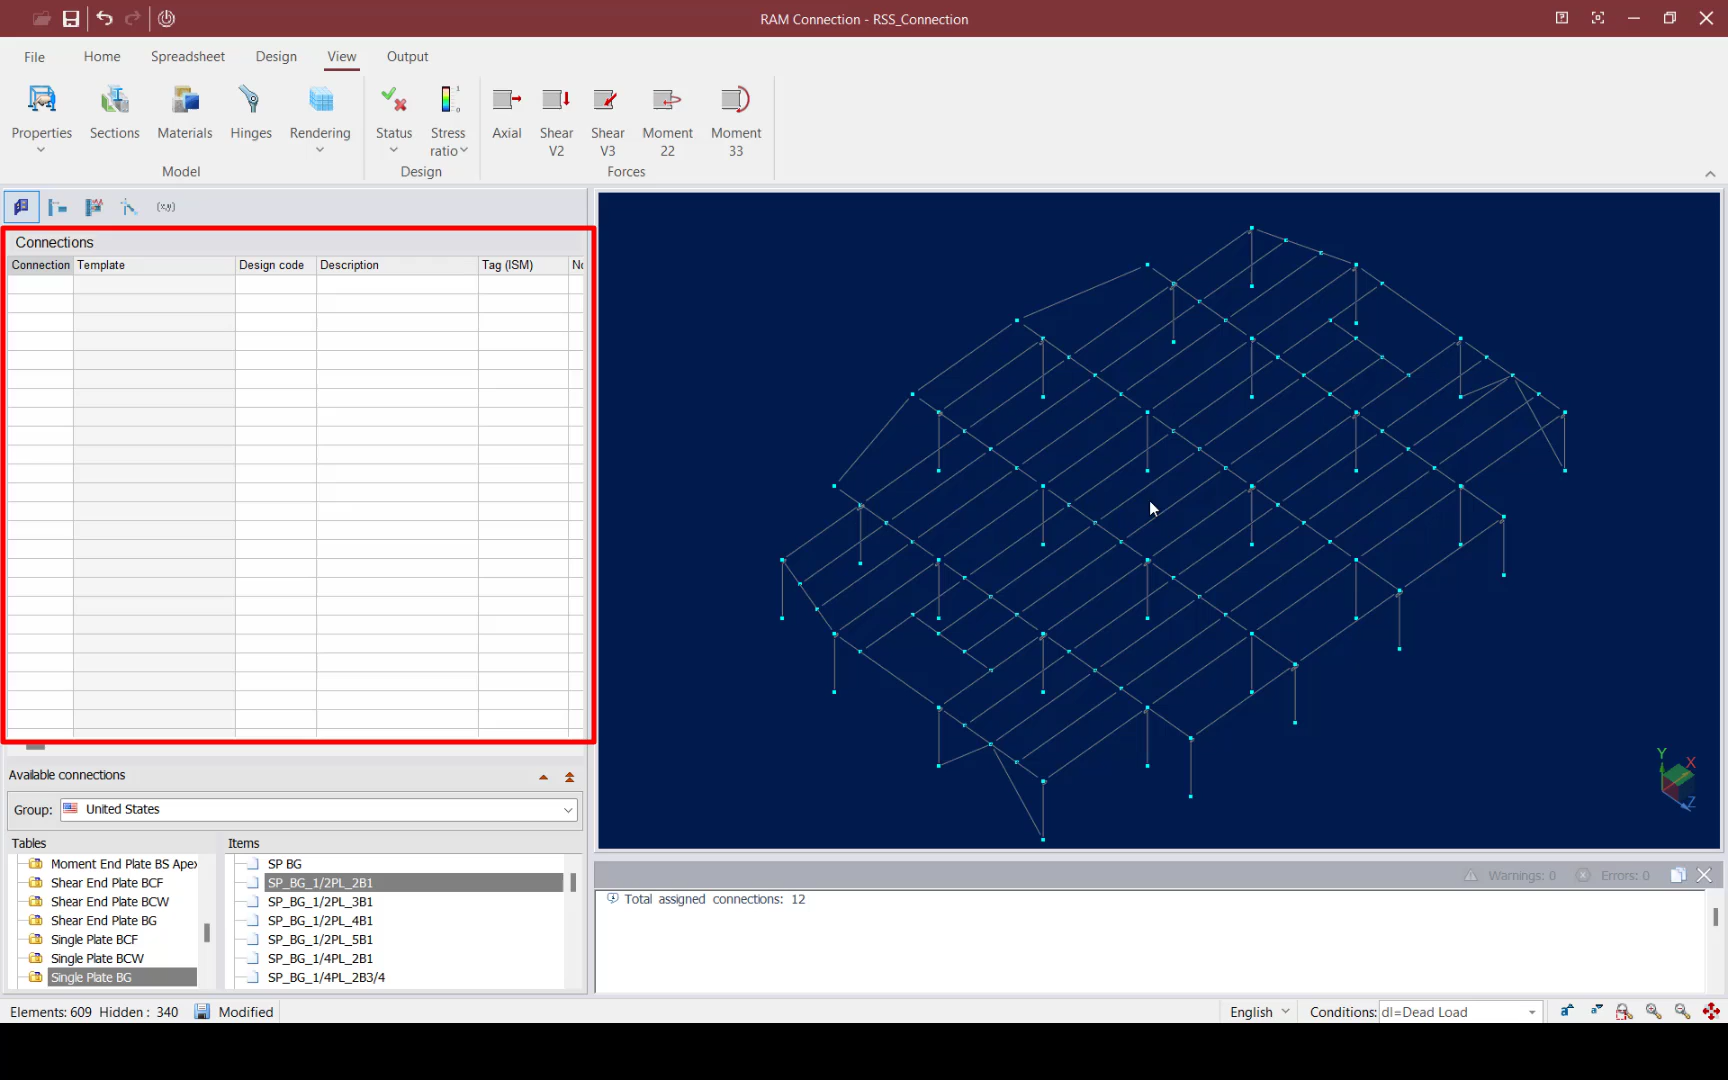 RAM Connection - RSS_Connection
File Home Spreadsheet Design View Output
Properties Sections Materials Hinges Rendering Status Stress ratio Axial Shear V2 Shear V3 Moment 22 Moment 33
Model Design Forces
(x,y)
Connections
Connection Template Design code Description Tag (ISM)
Available connections
Group: United States
Tables Items
Moment End Plate BS Apex
Shear End Plate BCF
Shear End Plate BCW
Shear End Plate BG
Single Plate BCF
Single Plate BCW
Single Plate BG
SP BG
SP_BG_1/2PL_2B1
SP_BG_1/2PL_3B1
SP_BG_1/2PL_4B1
SP_BG_1/2PL_5B1
SP_BG_1/4PL_2B1
SP_BG_1/4PL_2B3/4
Y
X
Z
Warnings: 0 Errors: 0
Total assigned connections: 12
Elements: 609 Hidden: 340 Modified English Conditions: dl=Dead Load